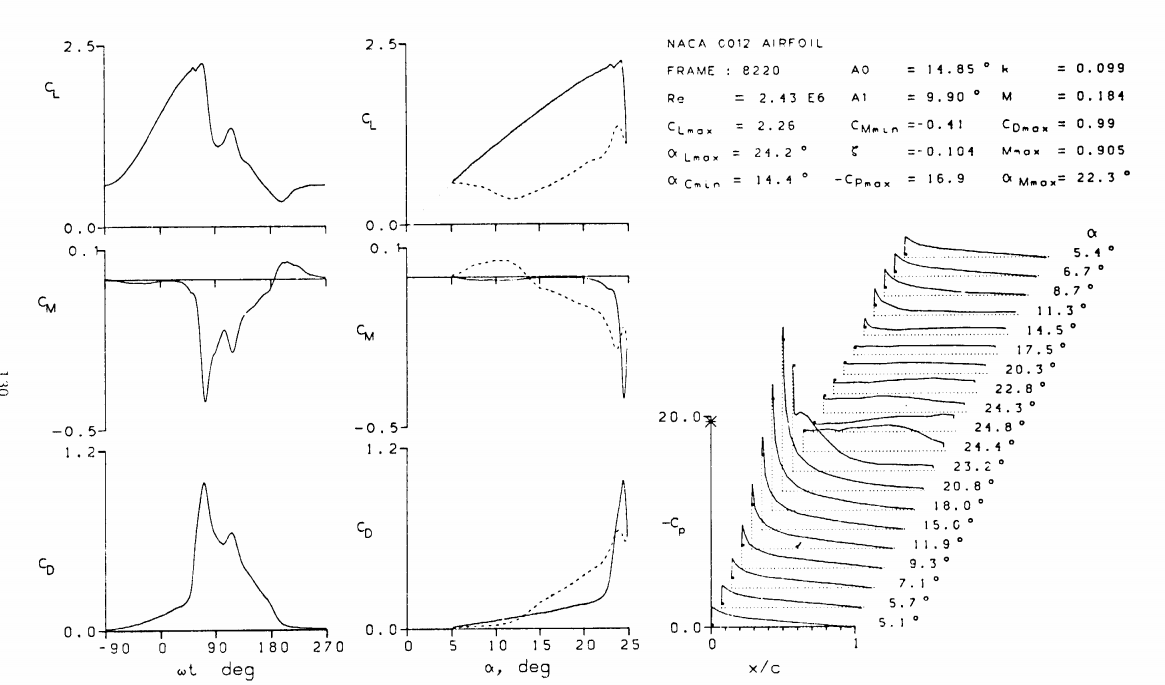 NACA 0012 AIRFOIL
FRAME : 8220 A0 = 14.85 ° k = 0.099
Re = 2.43 E6 A1 = 9.90 ° M = 0.184
CLmax = 2.26 CMmin =-0.41 CDmax = 0.99
αLmax = 24.2 ° ζ =-0.104 Mmax = 0.905
αCmin = 14.4 ° -CPmax = 16.9 αMmax= 22.3 °
2.5
CL
0.0
0.1
CM
-0.5
1.2
CD
0.0
-90 0 90 180 270
ωt deg
2.5
CL
0.0
0.1
CM
-0.5
1.2
CD
0.0
0 5 10 15 20 25
α, deg
α
5.4 °
6.7 °
8.7 °
11.3 °
14.5 °
17.5 °
20.3 °
22.8 °
24.3 °
24.8 °
24.4 °
23.2 °
20.8 °
18.0 °
15.0 °
11.9 °
9.3 °
7.1 °
5.7 °
5.1 °
20.0
-Cp
0.0
0 1
x/c
130